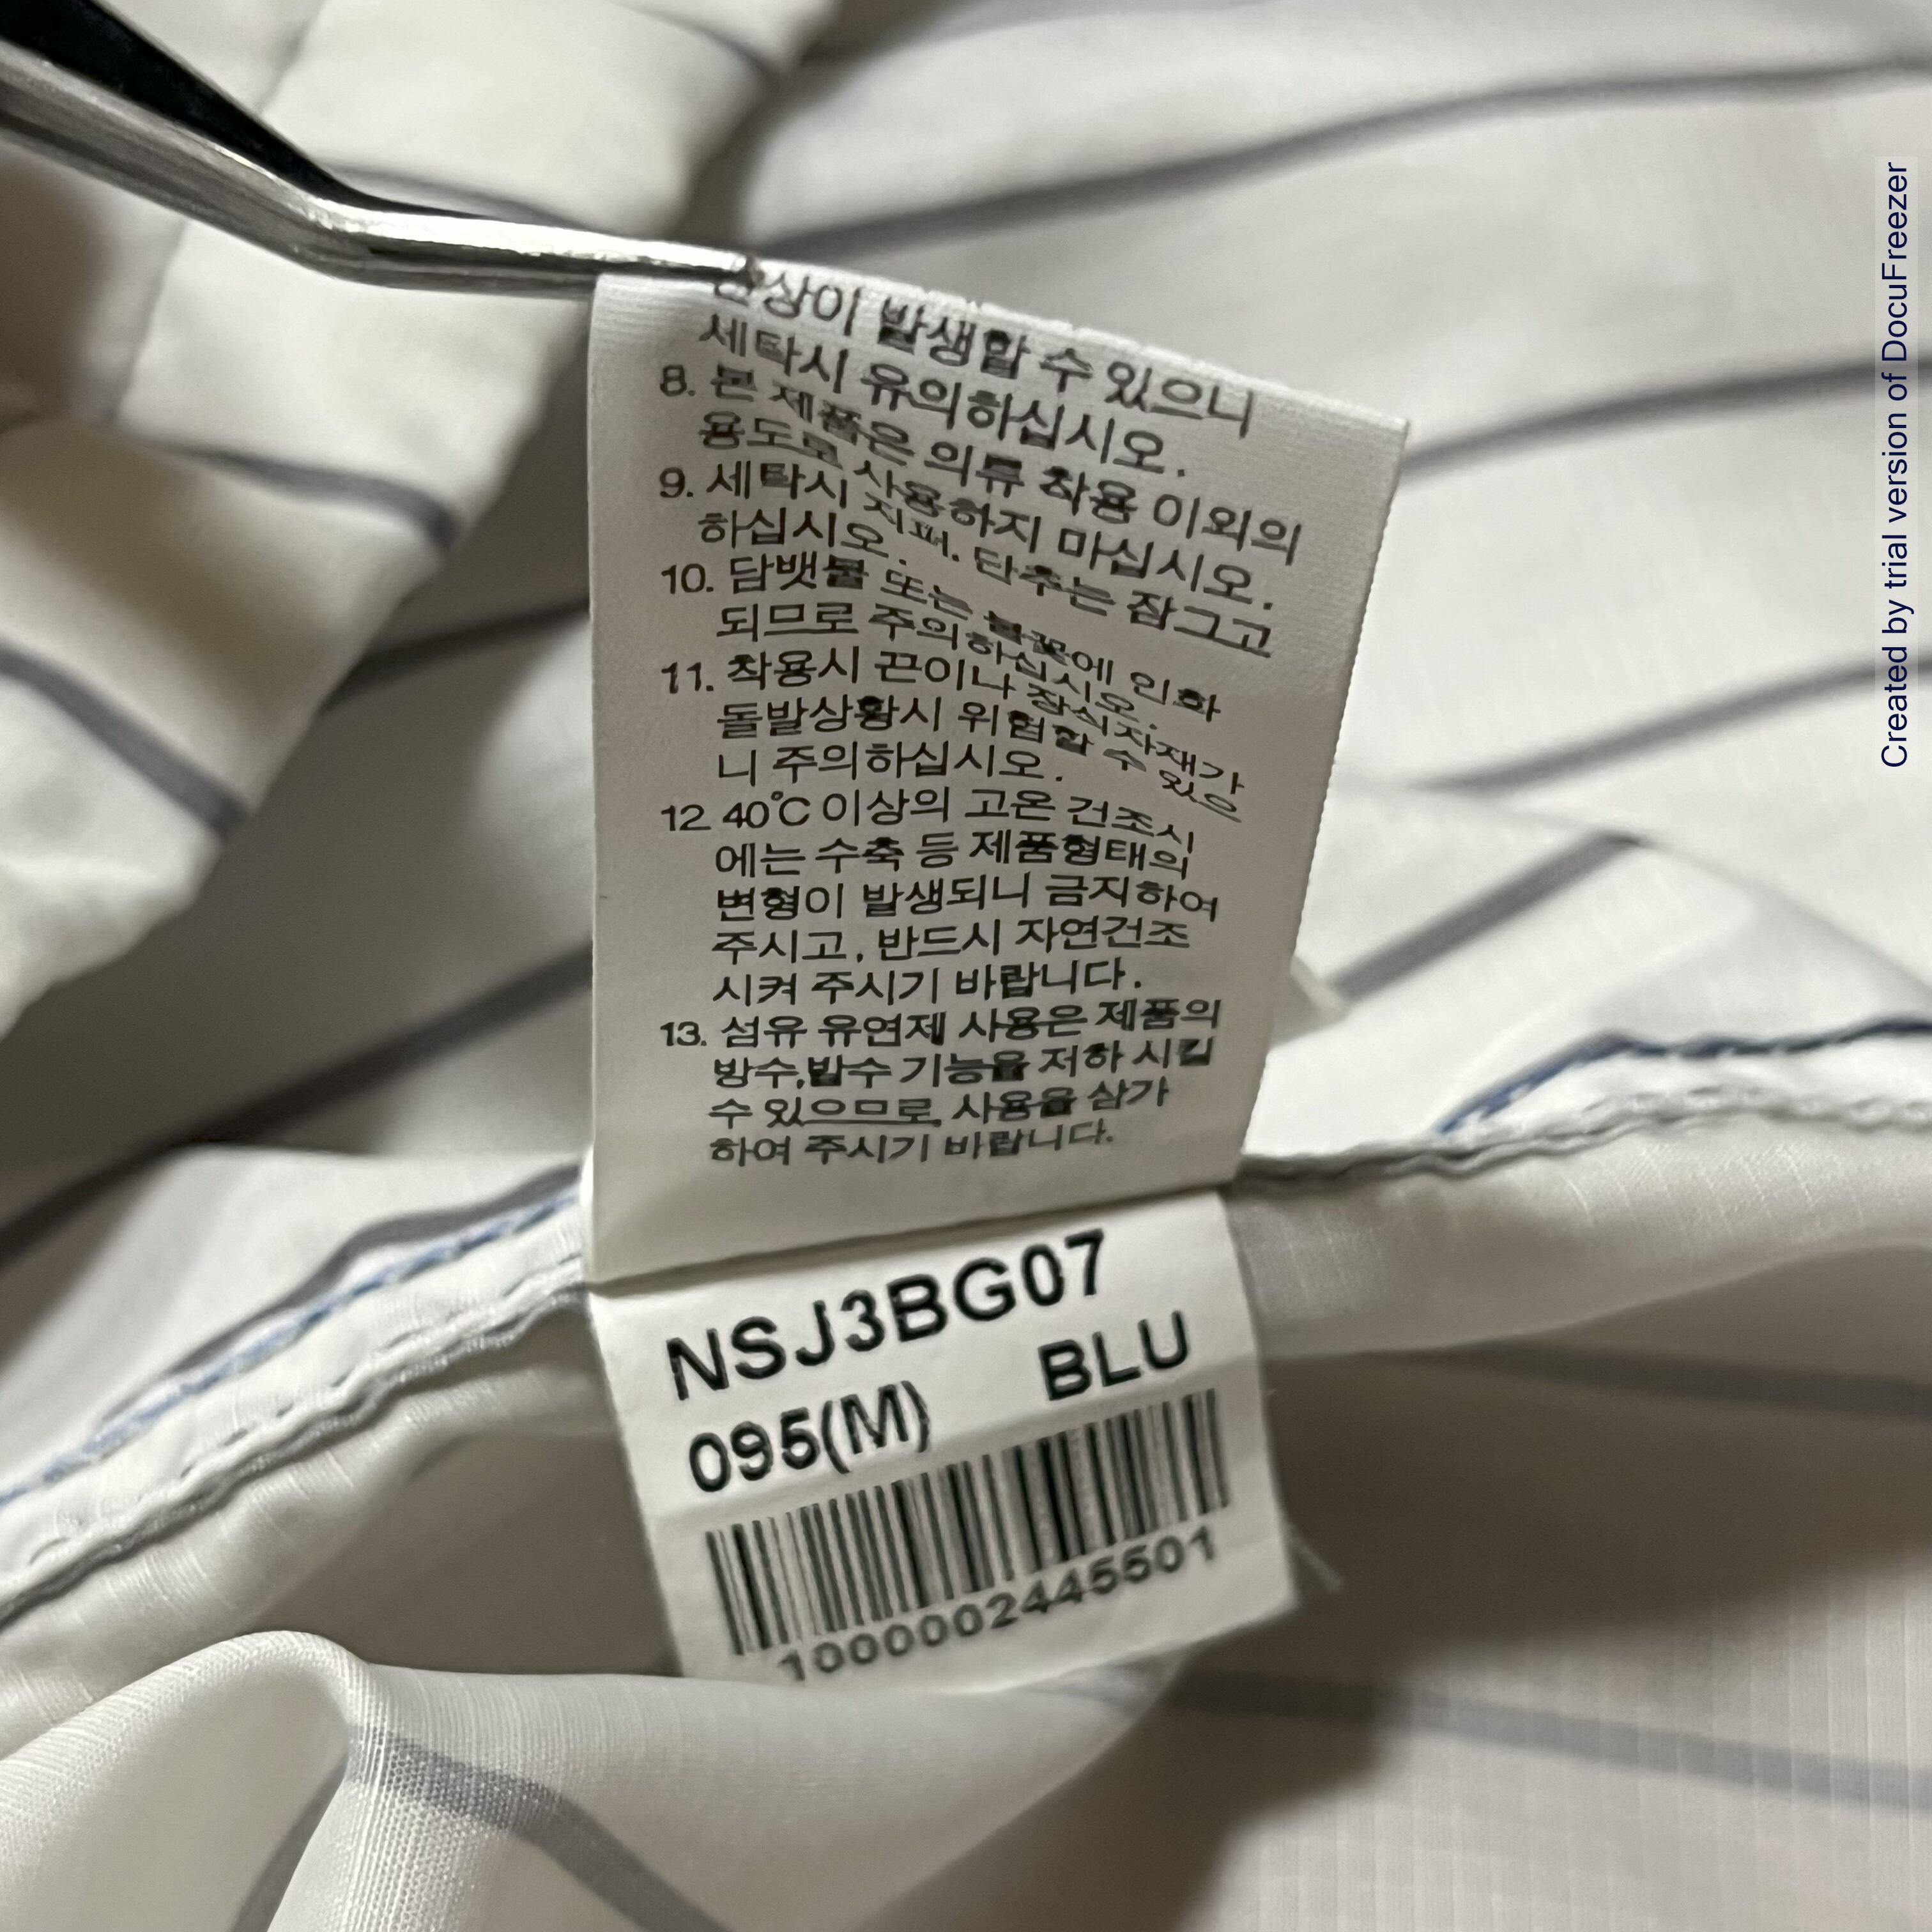 손상이 발생할 수 있으니
세탁시 유의하십시오.
8. 본 제품은 의류 착용 이외의
용도로 사용하지 마십시오.
9. 세탁시 지퍼. 단추는 잠그고
하십시오.
10. 담뱃불 또는 불꽃에 인화
되므로 주의하십시오.
11. 착용시 끈이나 장식자재가
돌발상황시 위험할 수 있으
니 주의하십시오.
12 40°C 이상의 고온 건조시
에는 수축 등 제품형태의
변형이 발생되니 금지하여
주시고, 반드시 자연건조
시켜 주시기 바랍니다.
13. 섬유 유연제 사용은 제품의
방수,발수 기능을 저하 시킬
수 있으므로, 사용을 삼가
하여 주시기 바랍니다.
NSJ3BG07
095(M) BLU
1000002445501
Created by trial version of DocuFreezer